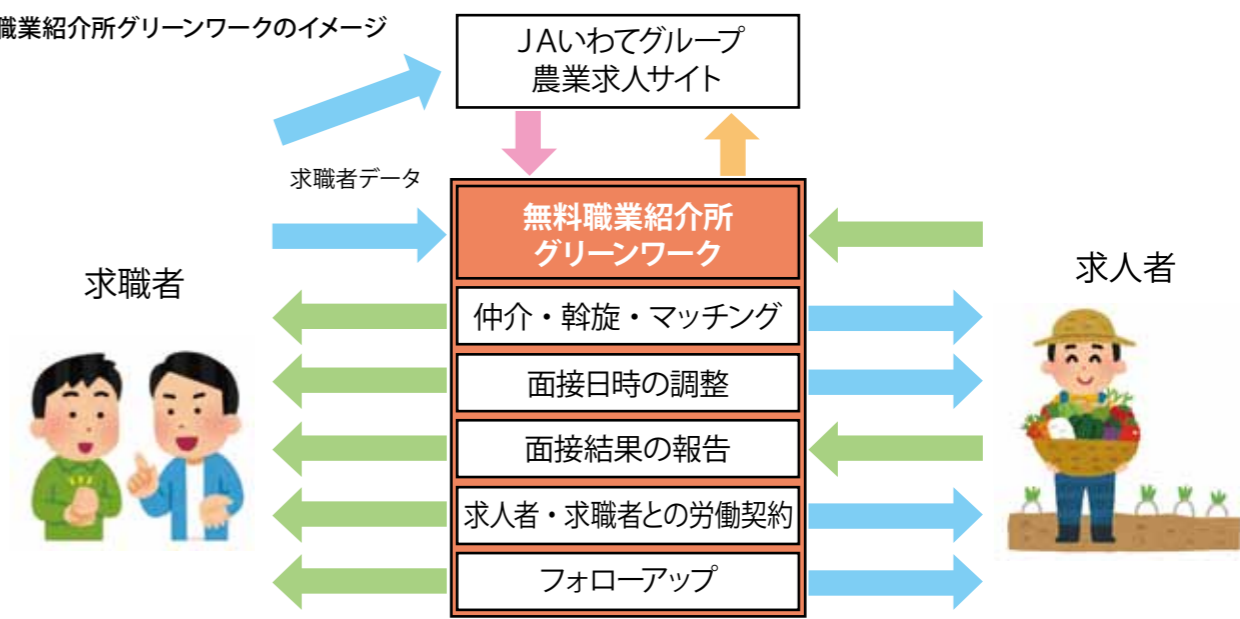 職業紹介所グリーンワークのイメージ
JAいわてグループ
農業求人サイト
求職者データ
無料職業紹介所
グリーンワーク
求職者
求人者
仲介・斡旋・マッチング
面接日時の調整
面接結果の報告
求人者・求職者との労働契約
フォローアップ